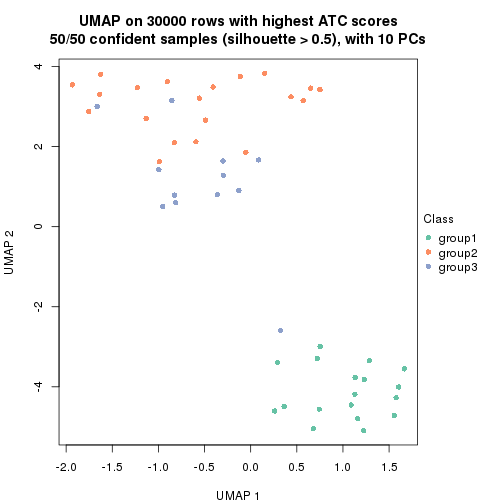 UMAP on 30000 rows with highest ATC scores
50/50 confident samples (silhouette > 0.5), with 10 PCs
4
2
0
-2
-4
UMAP 2
-2.0 -1.5 -1.0 -0.5 0.0 0.5 1.0 1.5
UMAP 1
Class
group1
group2
group3